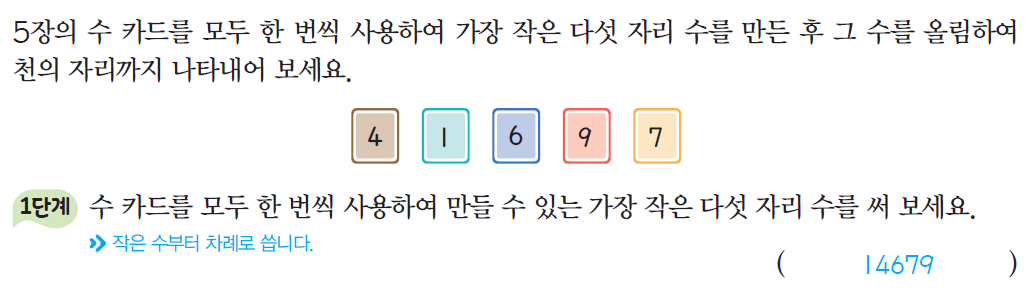 5장의 수 카드를 모두 한 번씩 사용하여 가장 작은 다섯 자리 수를 만든 후 그 수를 올림하여
천의 자리까지 나타내어 보세요.
4 1 6 9 7
1단계 수 카드를 모두 한 번씩 사용하여 만들 수 있는 가장 작은 다섯 자리 수를 써 보세요.
» 작은 수부터 차례로 씁니다.
( 14679 )